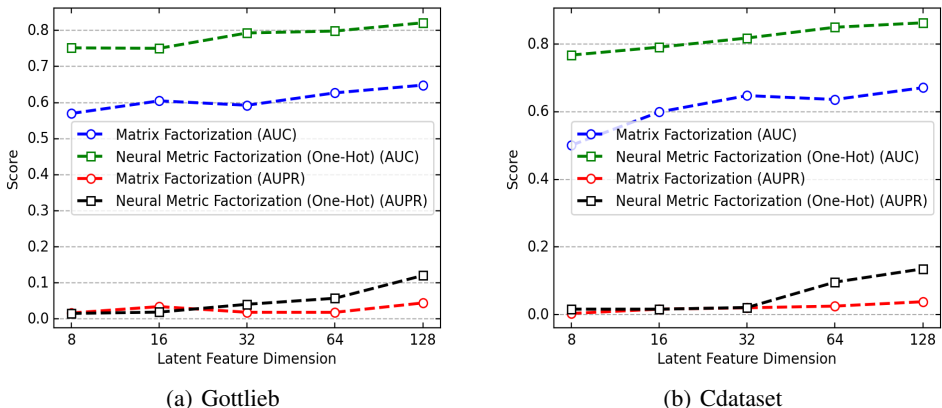 0.8
0.7
0.6
0.5
0.4
0.3
0.2
0.1
0.0
Score
Matrix Factorization (AUC)
Neural Metric Factorization (One-Hot) (AUC)
Matrix Factorization (AUPR)
Neural Metric Factorization (One-Hot) (AUPR)
8 16 32 64 128
Latent Feature Dimension
(a) Gottlieb
0.8
0.6
0.4
0.2
0.0
Score
Matrix Factorization (AUC)
Neural Metric Factorization (One-Hot) (AUC)
Matrix Factorization (AUPR)
Neural Metric Factorization (One-Hot) (AUPR)
8 16 32 64 128
Latent Feature Dimension
(b) Cdataset